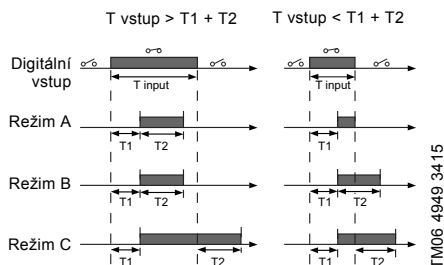 T vstup > T1 + T2 T vstup < T1 + T2
Digitální
vstup
T input T input
Režim A
T1 T2 T1
Režim B
T1 T2 T1 T2
Režim C
T1 T2 T1 T2
TM06 4949 3415